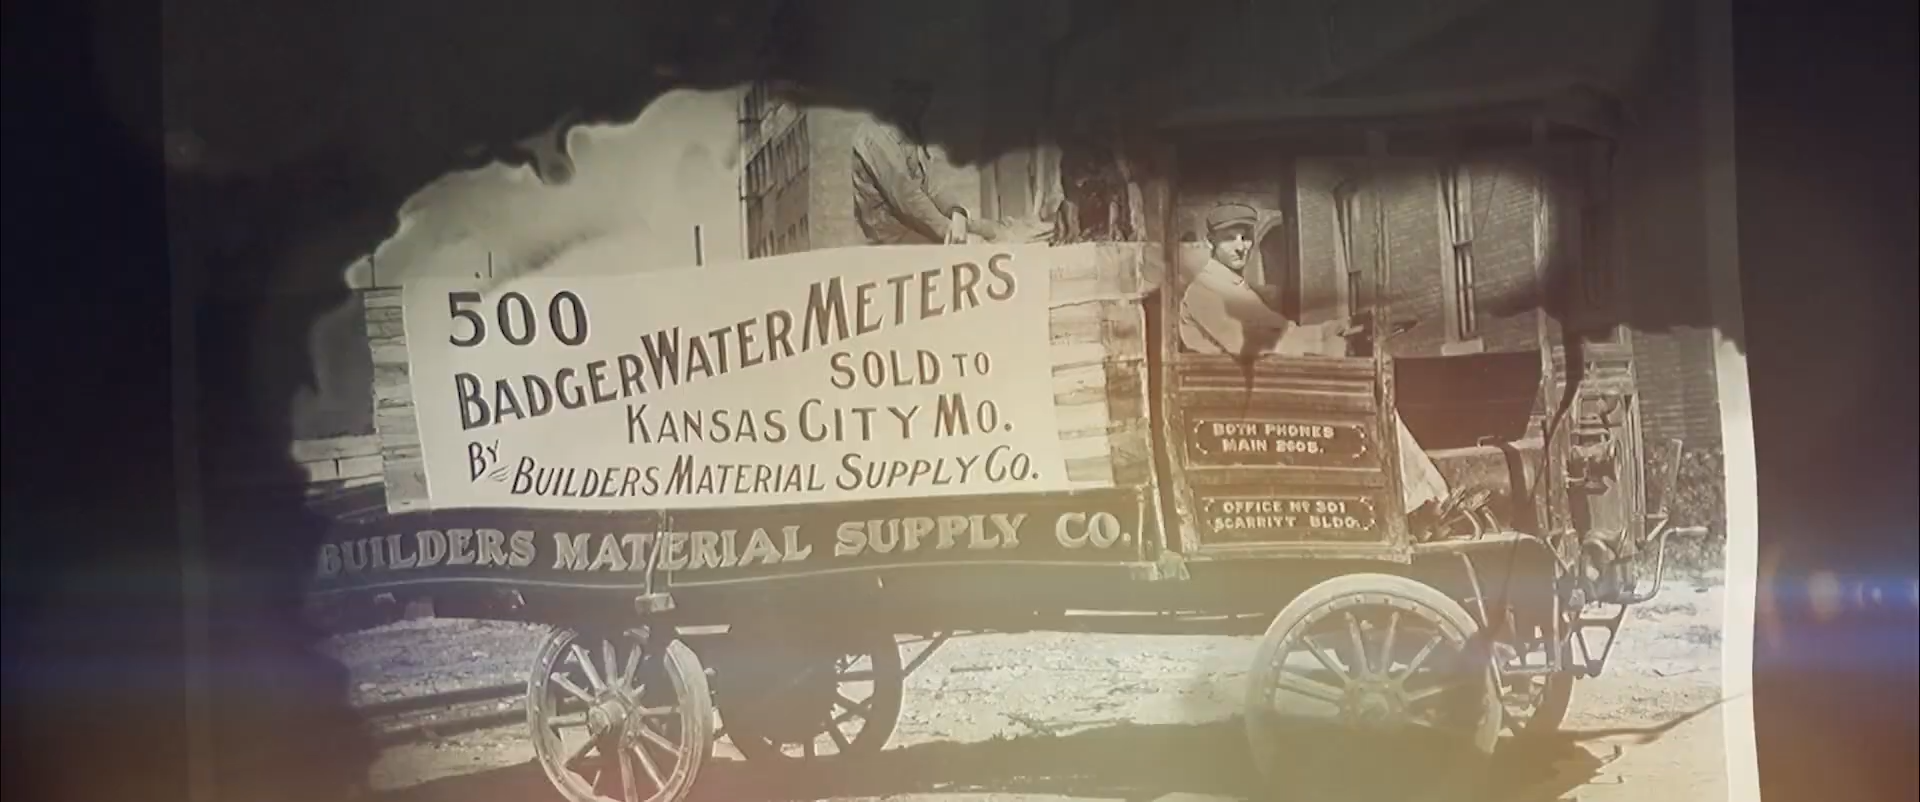 500
BADGER WATER METERS
SOLD TO
KANSAS CITY MO.
BY BUILDERS MATERIAL SUPPLY CO.
BUILDERS MATERIAL SUPPLY CO.
BOTH PHONES
MAIN 2605.
OFFICE Nº 301
SCARRITT BLDG.